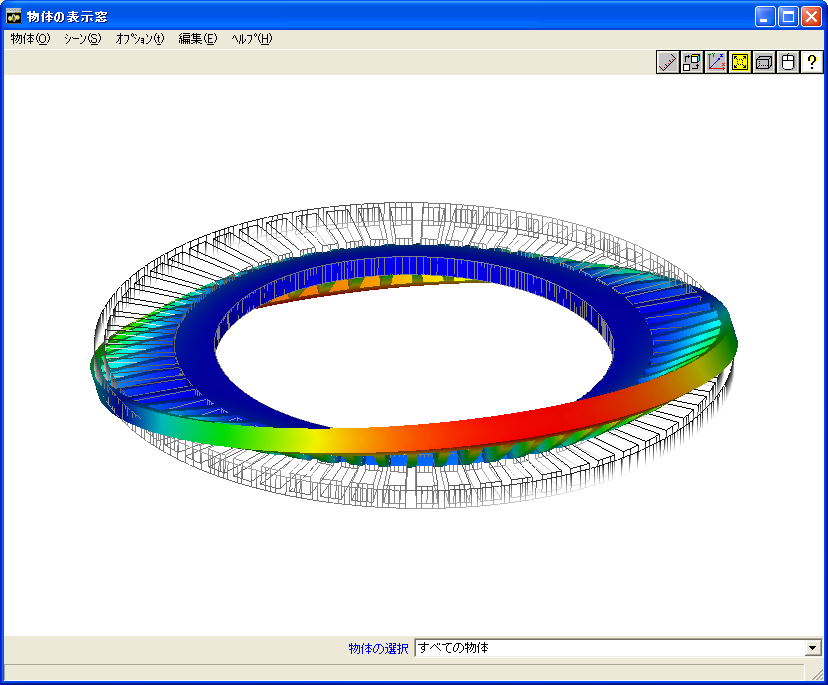 物体の表示窓
物体(O) シーン(S) オプション(t) 編集(E) ヘルプ(H)
?
物体の選択 すべての物体